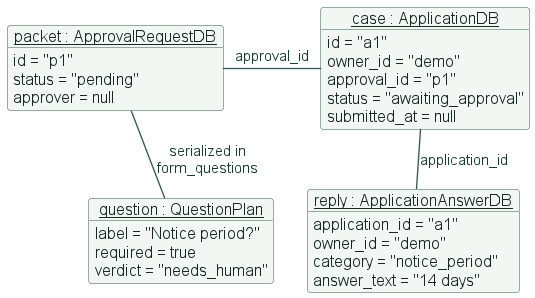 packet : ApprovalRequestDB
id = "p1"
status = "pending"
approver = null
approval_id
case : ApplicationDB
id = "a1"
owner_id = "demo"
approval_id = "p1"
status = "awaiting_approval"
submitted_at = null
serialized in
form_questions
application_id
question : QuestionPlan
label = "Notice period?"
required = true
verdict = "needs_human"
reply : ApplicationAnswerDB
application_id = "a1"
owner_id = "demo"
category = "notice_period"
answer_text = "14 days"